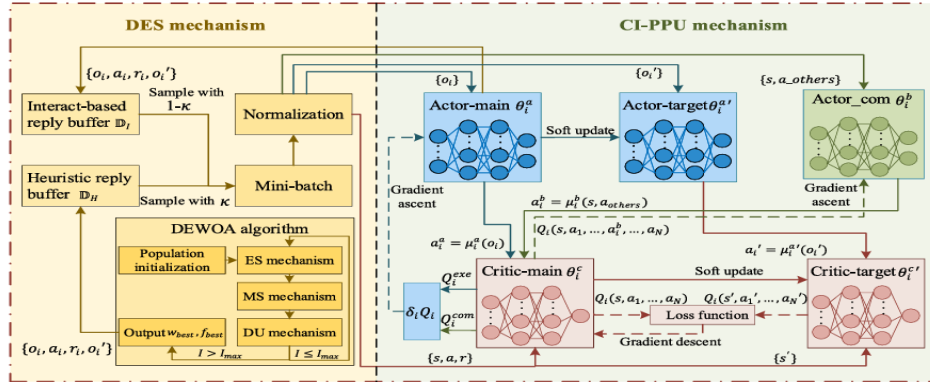 DES mechanism
CI-PPU mechanism
{o_i, a_i, r_i, o_i'}
{o_i}
{o_i'}
{s, a_others}
Interact-based
reply buffer 𝔻_I
Sample with
1-κ
Normalization
Actor-main θ_i^a
Actor-target θ_i^a'
Actor_com θ_i^b
Soft update
Heuristic reply
buffer 𝔻_H
Mini-batch
Sample with κ
Gradient
ascent
Gradient
ascent
a_i^b = μ_i^b(s, a_others)
Q_i(s, a_1, ..., a_i^b, ..., a_N)
a_i^a = μ_i^a(o_i)
a_i' = μ_i^a'(o_i')
DEWOA algorithm
Population
initialization
ES mechanism
MS mechanism
DU mechanism
Output w_best, f_best
I > I_max
I ≤ I_max
{o_i, a_i, r_i, o_i'}
Critic-main θ_i^c
Soft update
Critic-target θ_i^c'
Q_i^exe
Q_i^com
δ_i Q_i
Q_i(s, a_1, ..., a_N)
Q_i(s', a_1', ..., a_N')
Loss function
Gradient descent
{s, a, r}
{s'}